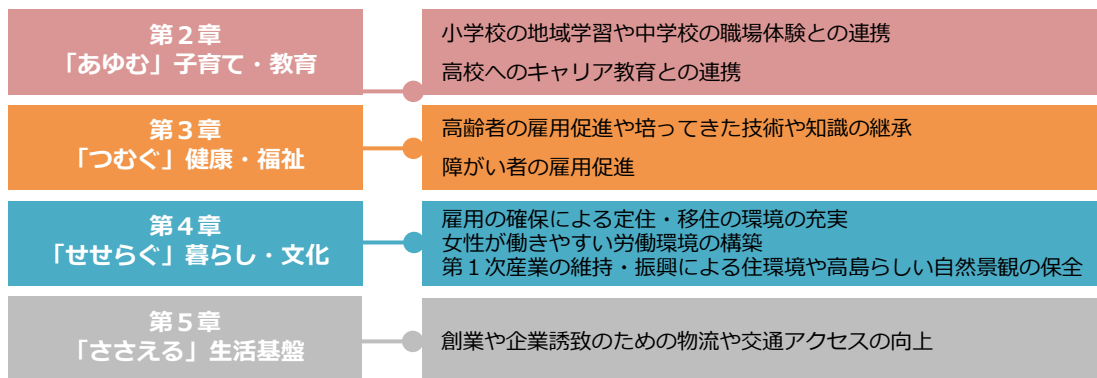 第２章
「あゆむ」子育て・教育
小学校の地域学習や中学校の職場体験との連携
高校へのキャリア教育との連携
第３章
「つむぐ」健康・福祉
高齢者の雇用促進や培ってきた技術や知識の継承
障がい者の雇用促進
第４章
「せせらぐ」暮らし・文化
雇用の確保による定住・移住の環境の充実
女性が働きやすい労働環境の構築
第１次産業の維持・振興による住環境や高島らしい自然景観の保全
第５章
「ささえる」生活基盤
創業や企業誘致のための物流や交通アクセスの向上